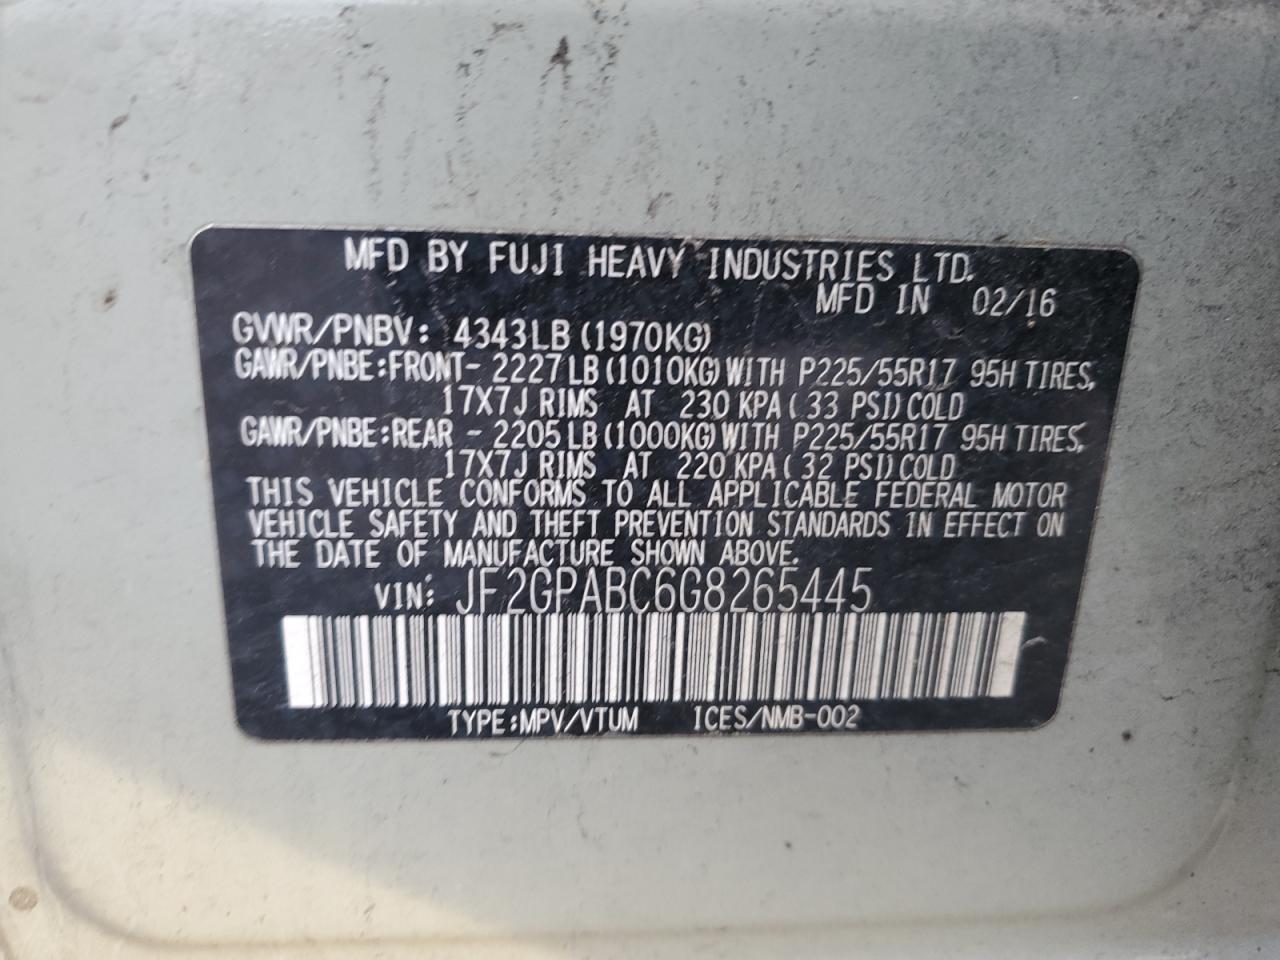 MFD BY FUJI HEAVY INDUSTRIES LTD.
MFD IN 02/16
GVWR/PNBV: 4343LB (1970KG)
GAWR/PNBE:FRONT- 2227LB (1010KG) WITH P225/55R17 95H TIRES,
17X7J RIMS AT 230 KPA ( 33 PSI) COLD
GAWR/PNBE:REAR - 2205LB (1000KG) WITH P225/55R17 95H TIRES,
17X7J RIMS AT 220 KPA ( 32 PSI) COLD
THIS VEHICLE CONFORMS TO ALL APPLICABLE FEDERAL MOTOR
VEHICLE SAFETY AND THEFT PREVENTION STANDARDS IN EFFECT ON
THE DATE OF MANUFACTURE SHOWN ABOVE.
VIN: JF2GPABC6G8265445
TYPE:MPV/VTUM ICES/NMB-002